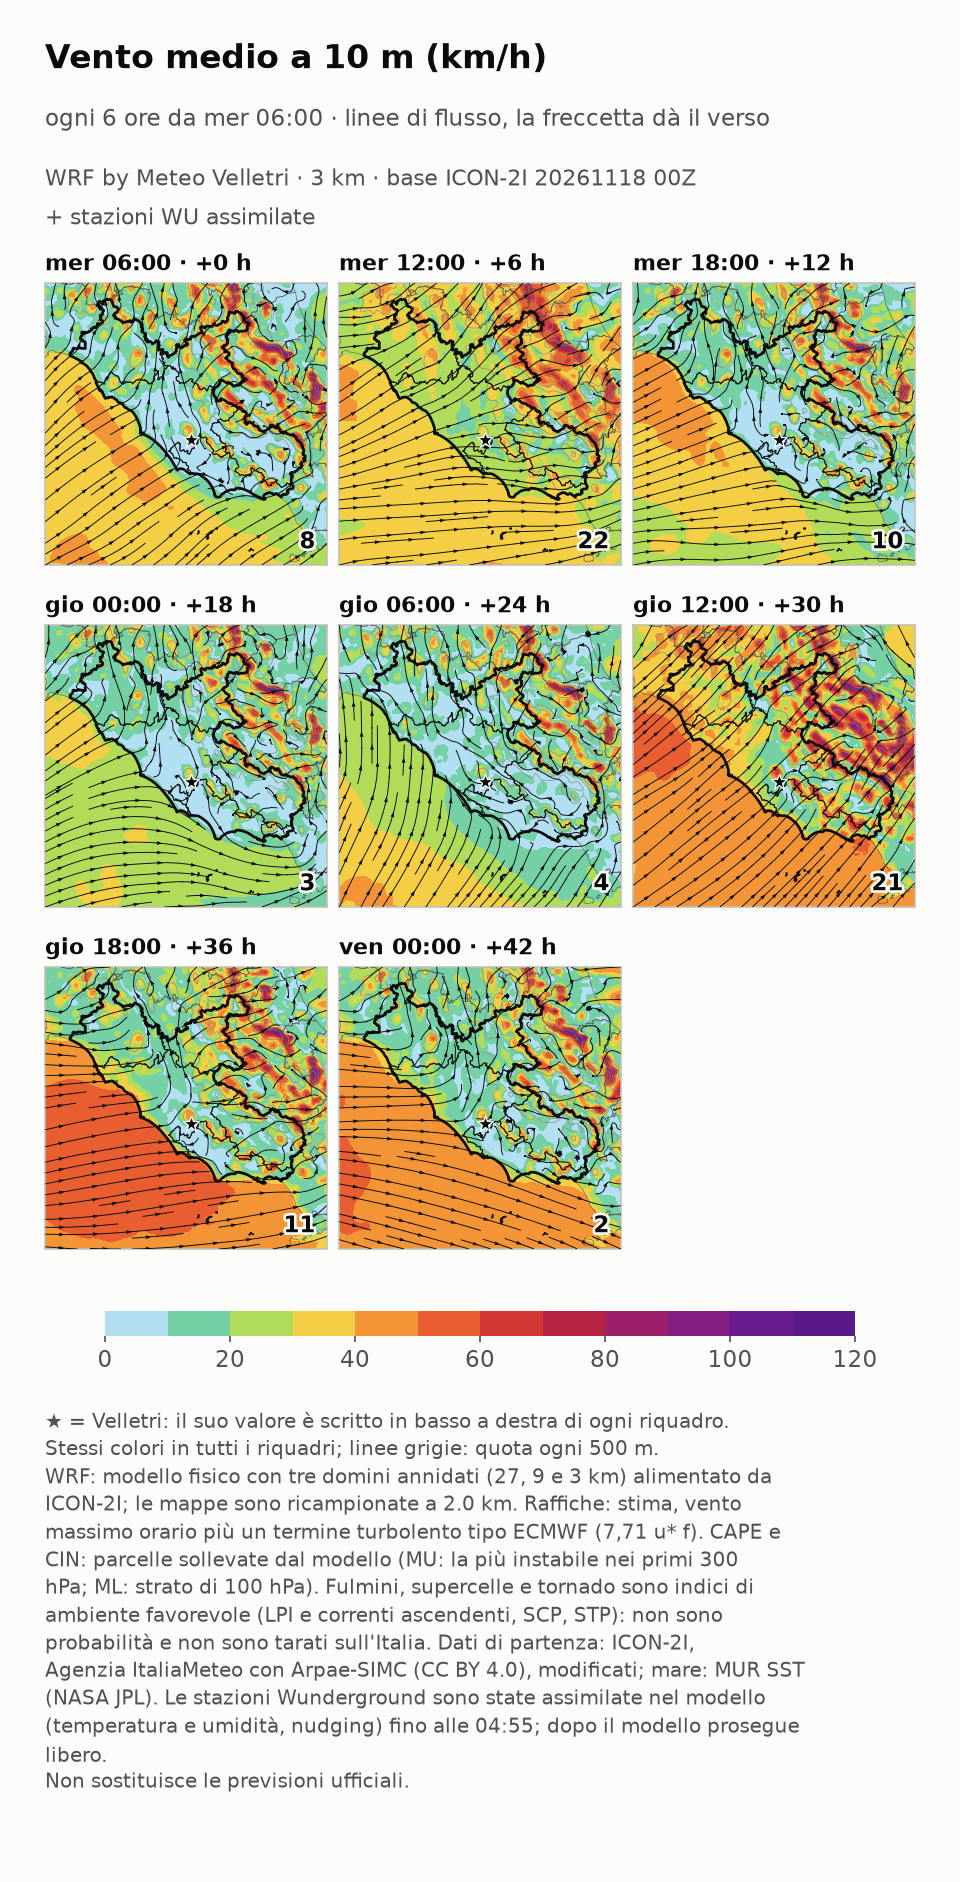 Vento medio a 10 m (km/h)
ogni 6 ore da mer 06:00 · linee di flusso, la freccetta dà il verso
WRF by Meteo Velletri · 3 km · base ICON-2I 20261118 00Z
+ stazioni WU assimilate
mer 06:00 · +0 h
mer 12:00 · +6 h
mer 18:00 · +12 h
8
22
10
gio 00:00 · +18 h
gio 06:00 · +24 h
gio 12:00 · +30 h
3
4
21
gio 18:00 · +36 h
ven 00:00 · +42 h
11
2
0 20 40 60 80 100 120
★ = Velletri: il suo valore è scritto in basso a destra di ogni riquadro.
Stessi colori in tutti i riquadri; linee grigie: quota ogni 500 m.
WRF: modello fisico con tre domini annidati (27, 9 e 3 km) alimentato da
ICON-2I; le mappe sono ricampionate a 2.0 km. Raffiche: stima, vento
massimo orario più un termine turbolento tipo ECMWF (7,71 u* f). CAPE e
CIN: parcelle sollevate dal modello (MU: la più instabile nei primi 300
hPa; ML: strato di 100 hPa). Fulmini, supercelle e tornado sono indici di
ambiente favorevole (LPI e correnti ascendenti, SCP, STP): non sono
probabilità e non sono tarati sull'Italia. Dati di partenza: ICON-2I,
Agenzia ItaliaMeteo con Arpae-SIMC (CC BY 4.0), modificati; mare: MUR SST
(NASA JPL). Le stazioni Wunderground sono state assimilate nel modello
(temperatura e umidità, nudging) fino alle 04:55; dopo il modello prosegue
libero.
Non sostituisce le previsioni ufficiali.